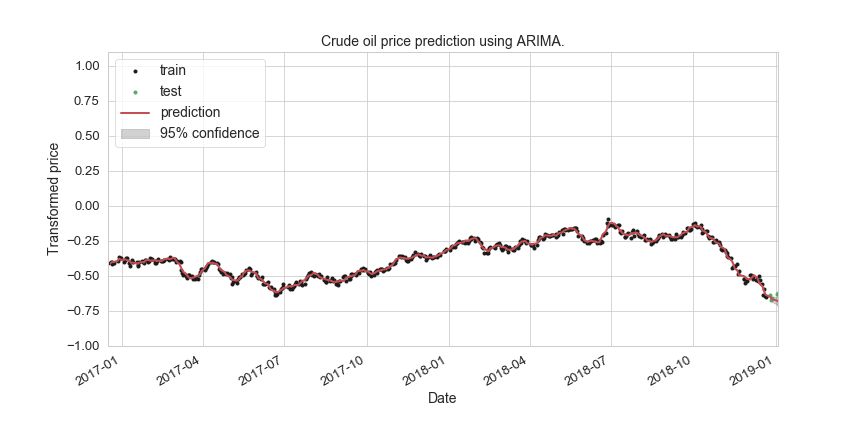 Crude oil price prediction using ARIMA.
train
test
prediction
95% confidence
Transformed price
1.00
0.75
0.50
0.25
0.00
−0.25
−0.50
−0.75
−1.00
2017-01
2017-04
2017-07
2017-10
2018-01
2018-04
2018-07
2018-10
2019-01
Date